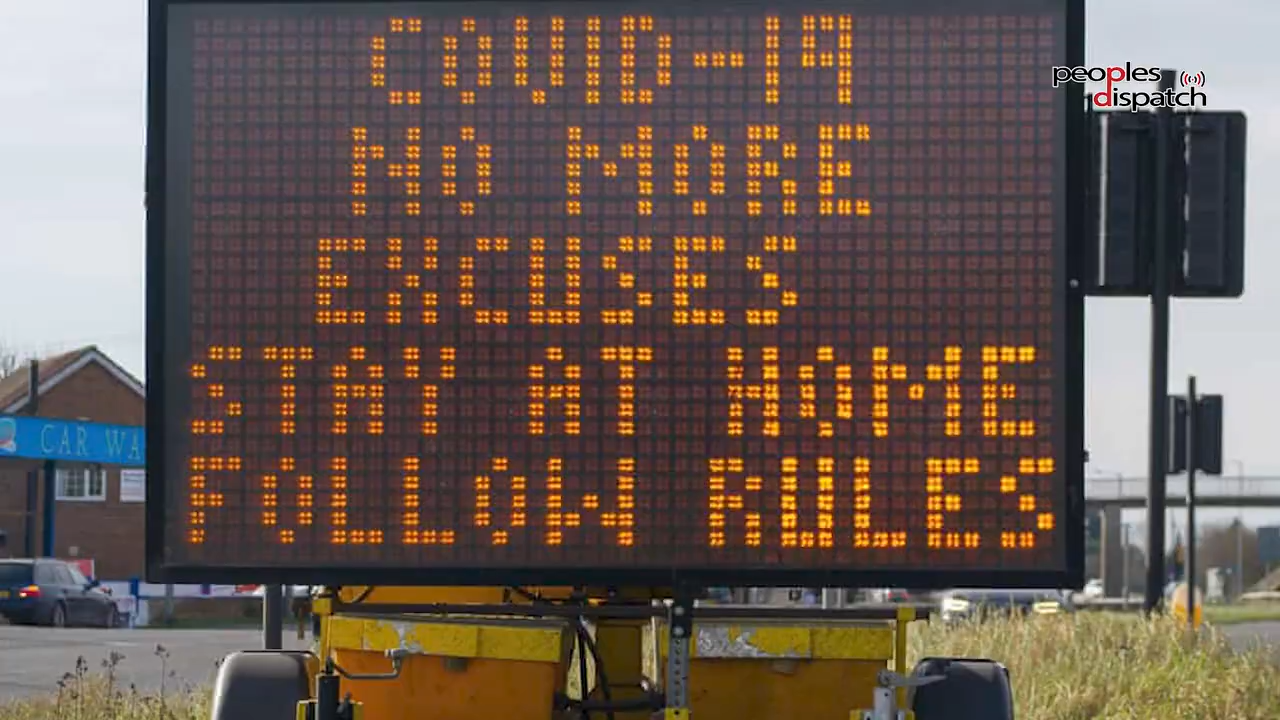 COVID-19
NO MORE
EXCUSES
STAY AT HOME
FOLLOW RULES
peoples
dispatch
CAR WA